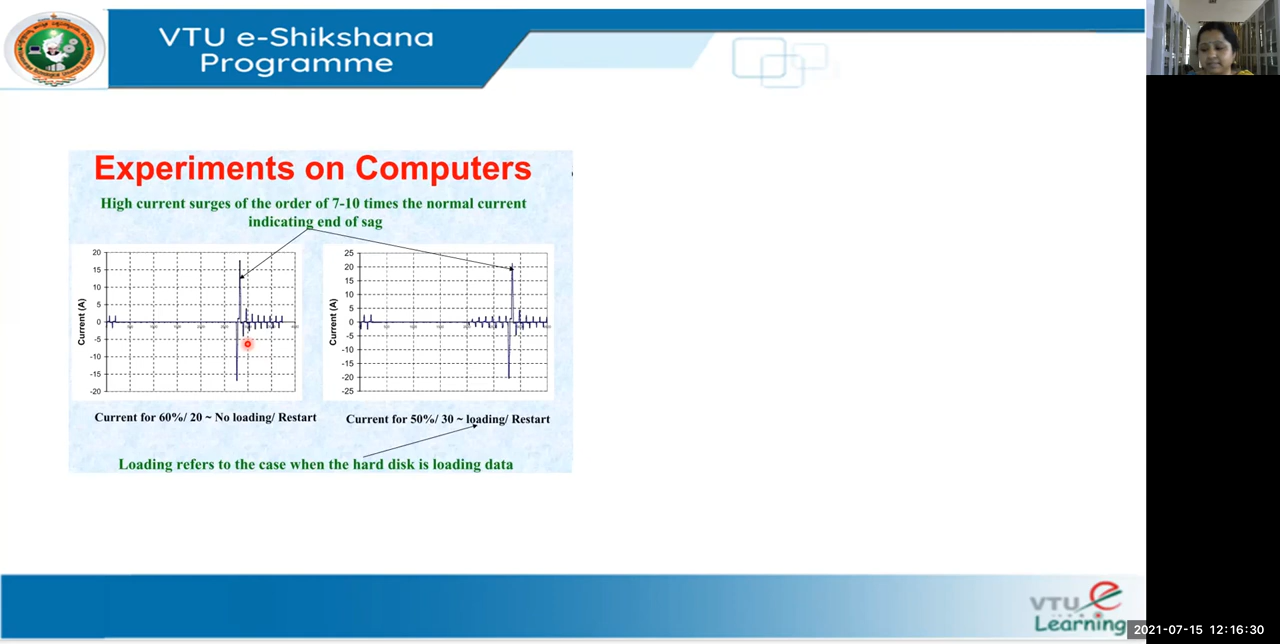 VTU e-Shikshana
Programme
Experiments on Computers
High current surges of the order of 7-10 times the normal current
indicating end of sag
20
15
10
5
0
-5
-10
-15
-20
Current (A)
25
20
15
10
5
0
-5
-10
-15
-20
-25
Current (A)
Current for 60%/ 20 ~ No loading/ Restart
Current for 50%/ 30 ~ loading/ Restart
Loading refers to the case when the hard disk is loading data
VTU e
Learning
2021-07-15 12:16:30